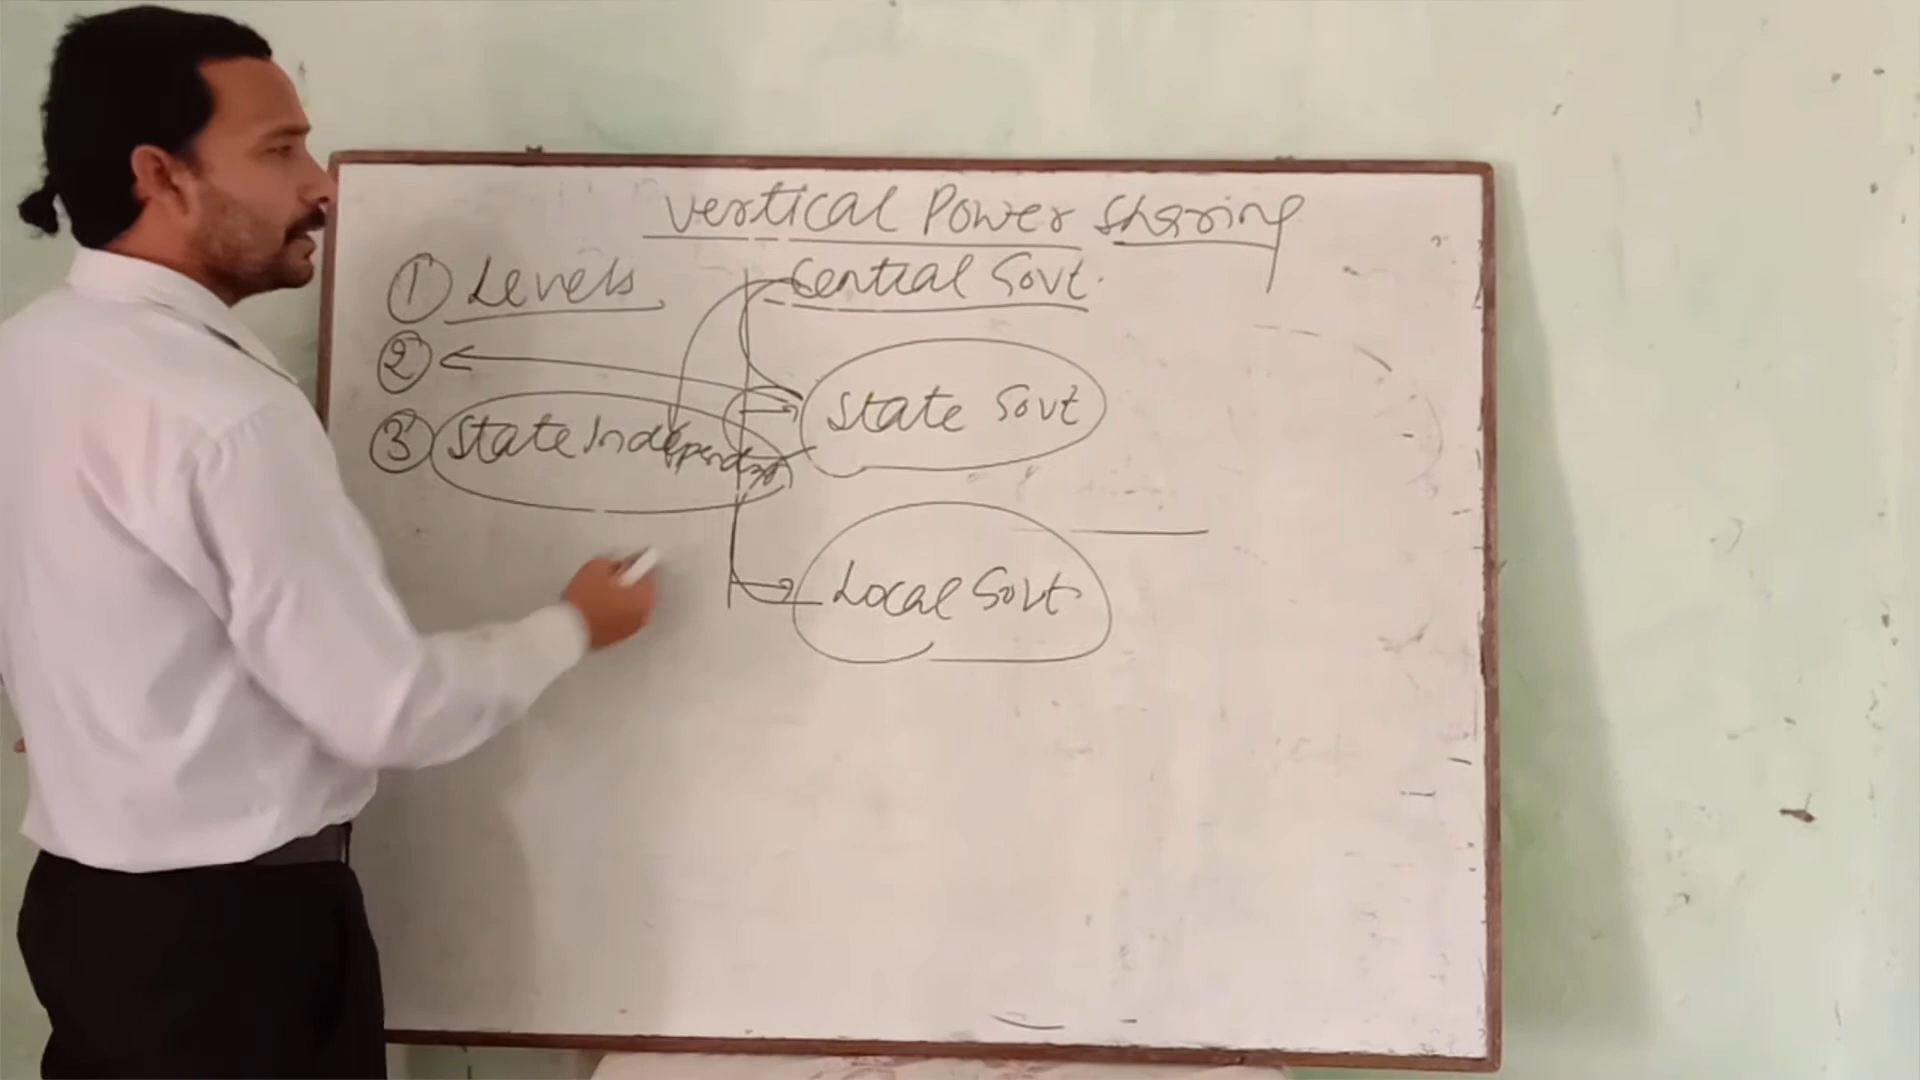 Vertical Power Sharing
① Levels
Central Govt.
②
State Govt
③ State Independent
Local Govt